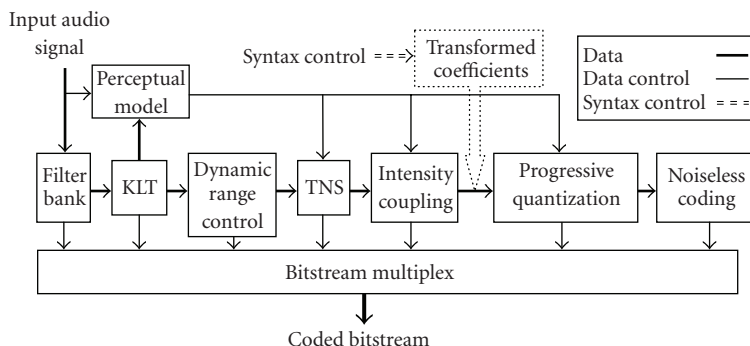 Input audio
signal
Syntax control
Transformed
coefficients
Data
Data control
Syntax control
Perceptual
model
Filter
bank
KLT
Dynamic
range
control
TNS
Intensity
coupling
Progressive
quantization
Noiseless
coding
Bitstream multiplex
Coded bitstream